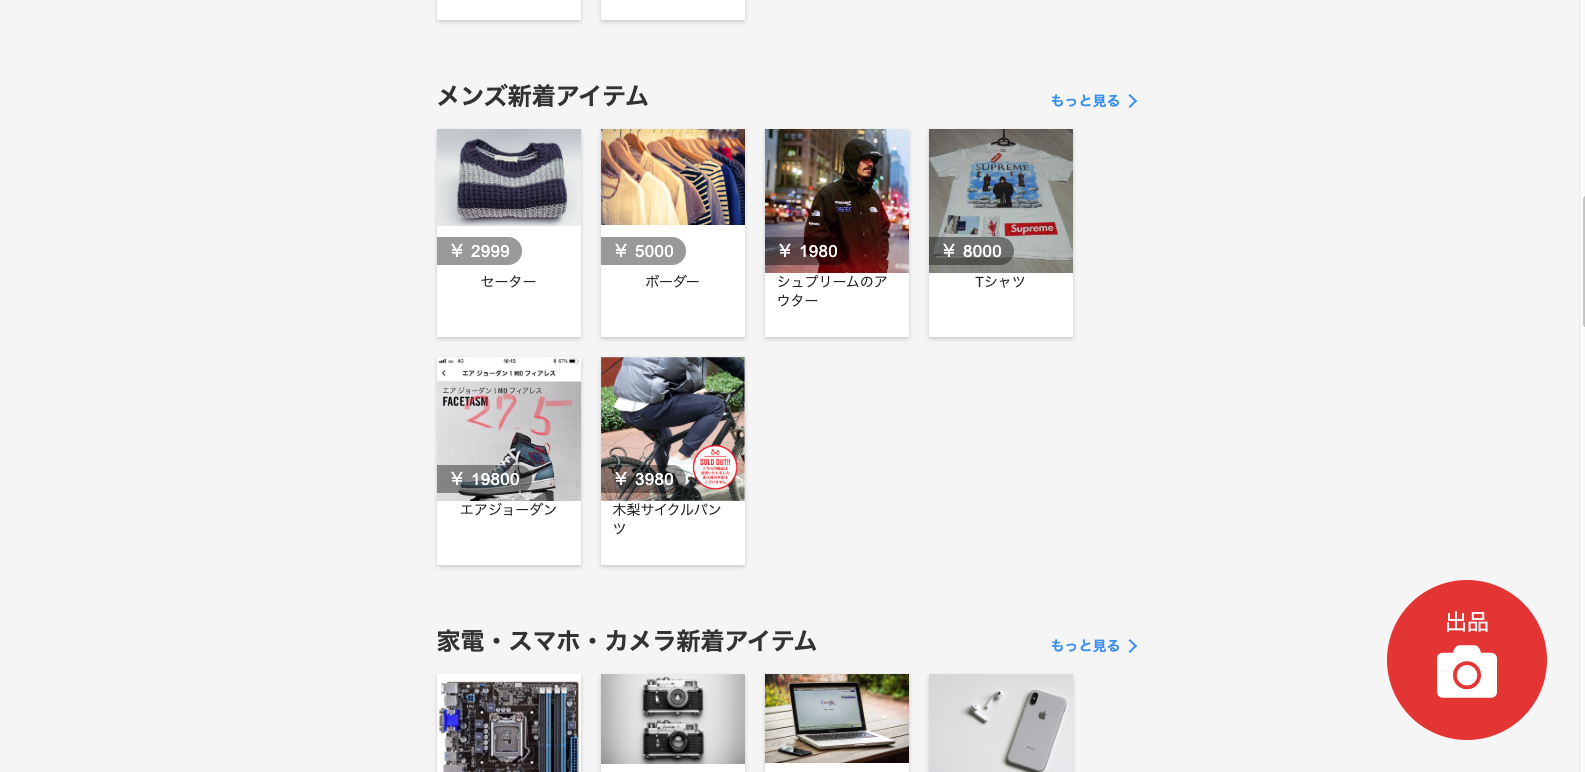 メンズ新着アイテム
もっと見る
¥ 2999
セーター
¥ 5000
ボーダー
¥ 1980
シュプリームのア
ウター
SUPREME
Supreme
¥ 8000
Tシャツ
4G 10:13 67%
エア ジョーダン 1 MID フィアレス
エア ジョーダン 1 MID フィアレス
FACETASM
27.5
¥ 19800
エアジョーダン
SOLD OUT!!
¥ 3980
木梨サイクルパン
ツ
家電・スマホ・カメラ新着アイテム
もっと見る
Google
出品